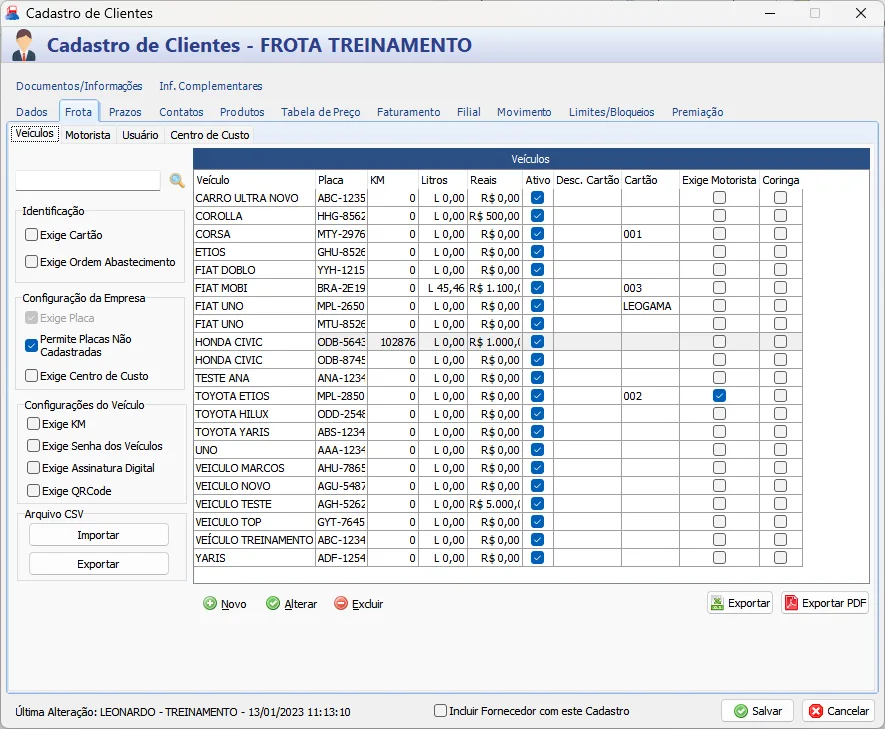 Cadastro de Clientes
Cadastro de Clientes - FROTA TREINAMENTO
Documentos/Informações Inf. Complementares
Dados Frota Prazos Contatos Produtos Tabela de Preço Faturamento Filial Movimento Limites/Bloqueios Premiação
Veículos Motorista Usuário Centro de Custo
Identificação
Exige Cartão
Exige Ordem Abastecimento
Configuração da Empresa
Exige Placa
Permite Placas Não
Cadastradas
Exige Centro de Custo
Configurações do Veículo
Exige KM
Exige Senha dos Veículos
Exige Assinatura Digital
Exige QRCode
Arquivo CSV
Importar
Exportar
Veículos
Veículo Placa KM Litros Reais Ativo Desc. Cartão Cartão Exige Motorista Coringa
CARRO ULTRA NOVO ABC-1235 0 L 0,00 R$ 0,00
COROLLA HHG-8562 0 L 0,00 R$ 500,00
CORSA MTY-2976 0 L 0,00 R$ 0,00 001
ETIOS GHU-8526 0 L 0,00 R$ 0,00
FIAT DOBLO YYH-1215 0 L 0,00 R$ 0,00
FIAT MOBI BRA-2E19 0 L 45,46 R$ 1.100,( 003
FIAT UNO MPL-2650 0 L 0,00 R$ 0,00 LEOGAMA
FIAT UNO MTU-8526 0 L 0,00 R$ 0,00
HONDA CIVIC ODB-5643 102876 L 0,00 R$ 1.000,(
HONDA CIVIC ODB-8745 0 L 0,00 R$ 0,00
TESTE ANA ANA-1234 0 L 0,00 R$ 0,00
TOYOTA ETIOS MPL-2850 0 L 0,00 R$ 0,00 002
TOYOTA HILUX ODD-2548 0 L 0,00 R$ 0,00
TOYOTA YARIS ABS-1234 0 L 0,00 R$ 0,00
UNO AAA-1234 0 L 0,00 R$ 0,00
VEICULO MARCOS AHU-7865 0 L 0,00 R$ 0,00
VEICULO NOVO AGU-5487 0 L 0,00 R$ 0,00
VEICULO TESTE AGH-5262 0 L 0,00 R$ 5.000,(
VEICULO TOP GYT-7645 0 L 0,00 R$ 0,00
VEÍCULO TREINAMENTO ABC-1234 0 L 0,00 R$ 0,00
YARIS ADF-1254 0 L 0,00 R$ 0,00
Novo Alterar Excluir Exportar Exportar PDF
Última Alteração: LEONARDO - TREINAMENTO - 13/01/2023 11:13:10 Incluir Fornecedor com este Cadastro Salvar Cancelar